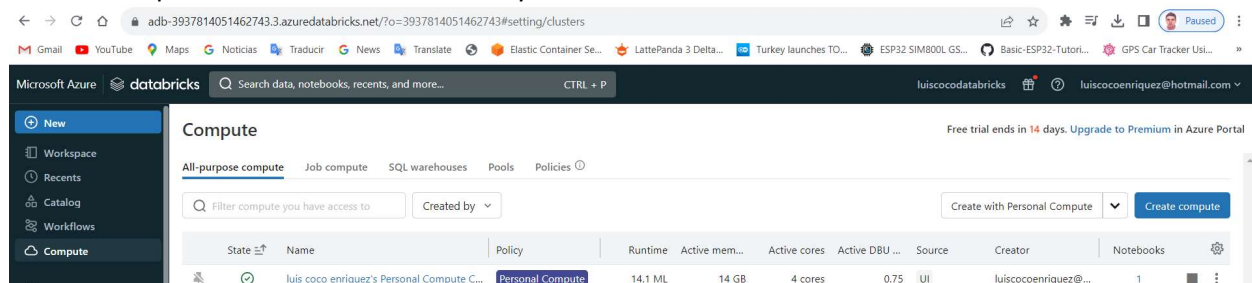 adb-3937814051462743.3.azuredatabricks.net/?o=3937814051462743#setting/clusters
Paused
Gmail YouTube Maps Noticias Traducir News Translate Elastic Container Se... LattePanda 3 Delta... Turkey launches TO... ESP32 SIM800L GS... Basic-ESP32-Tutori... GPS Car Tracker Usi... »
Microsoft Azure databricks Search data, notebooks, recents, and more... CTRL + P luiscocodatabricks luiscocoenriquez@hotmail.com
New
Compute
Free trial ends in 14 days. Upgrade to Premium in Azure Portal
Workspace
Recents
All-purpose compute Job compute SQL warehouses Pools Policies
Catalog
Filter compute you have access to Created by Create with Personal Compute Create compute
Workflows
Compute
State Name Policy Runtime Active mem... Active cores Active DBU ... Source Creator Notebooks
luis coco enriquez's Personal Compute C... Personal Compute 14.1 ML 14 GB 4 cores 0.75 UI luiscocoenriquez@... 1